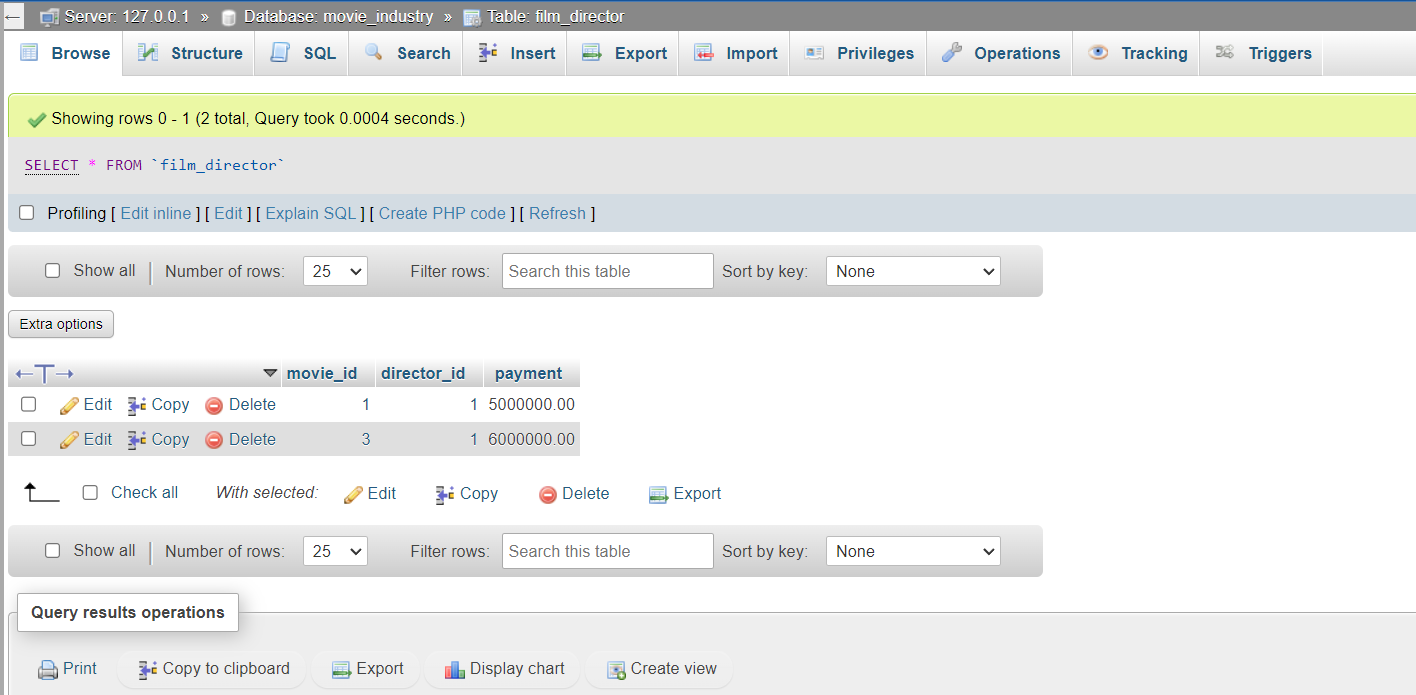 Server: 127.0.0.1 » Database: movie_industry » Table: film_director
Browse Structure SQL Search Insert Export Import Privileges Operations Tracking Triggers
Showing rows 0 - 1 (2 total, Query took 0.0004 seconds.)
SELECT * FROM `film_director`
Profiling [ Edit inline ] [ Edit ] [ Explain SQL ] [ Create PHP code ] [ Refresh ]
Show all Number of rows: 25 Filter rows: Search this table Sort by key: None
Extra options
←T→ movie_id director_id payment
Edit Copy Delete 1 1 5000000.00
Edit Copy Delete 3 1 6000000.00
Check all With selected: Edit Copy Delete Export
Show all Number of rows: 25 Filter rows: Search this table Sort by key: None
Query results operations
Print Copy to clipboard Export Display chart Create view